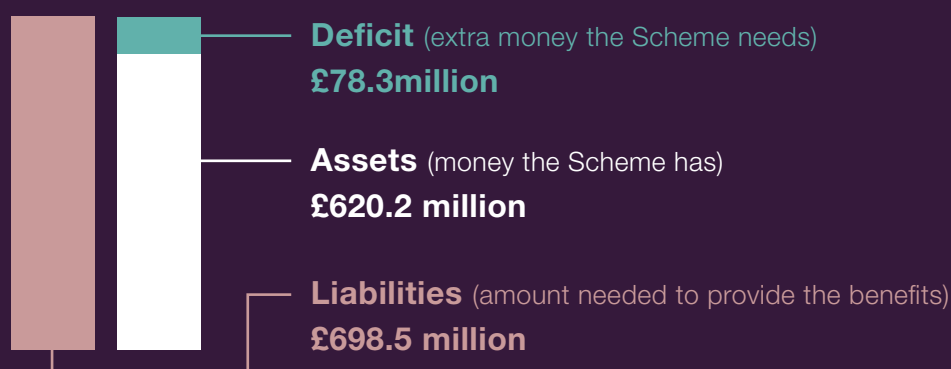 Deficit (extra money the Scheme needs)
£78.3million
Assets (money the Scheme has)
£620.2 million
Liabilities (amount needed to provide the benefits)
£698.5 million